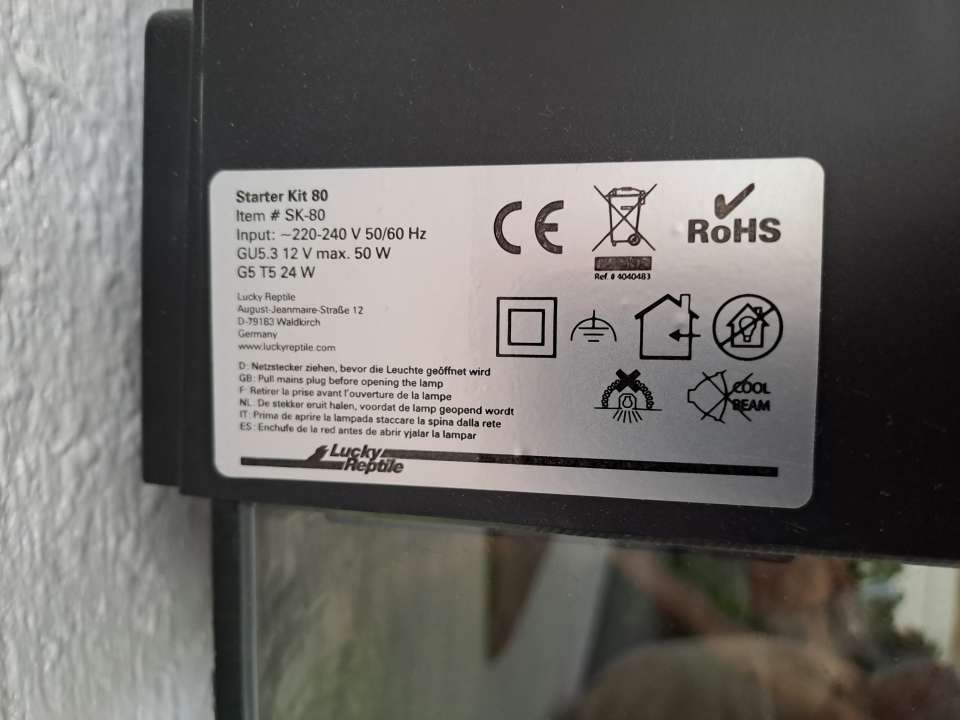 Starter Kit 80
Item # SK-80
Input: ~220-240 V 50/60 Hz
GU5.3 12 V max. 50 W
G5 T5 24 W
Lucky Reptile
August-Jeanmaire-Straße 12
D-79183 Waldkirch
Germany
www.luckyreptile.com
D: Netzstecker ziehen, bevor die Leuchte geöffnet wird
GB: Pull mains plug before opening the lamp
F: Retirer la prise avant l'ouverture de la lampe
NL: De stekker eruit halen, voordat de lamp geopend wordt
IT: Prima de aprire la lampada staccare la spina dalla rete
ES: Enchufe de la red antes de abrir yjalar la lampar
Lucky
Reptile
CE
Ref. # 4040483
RoHS
COOL
BEAM